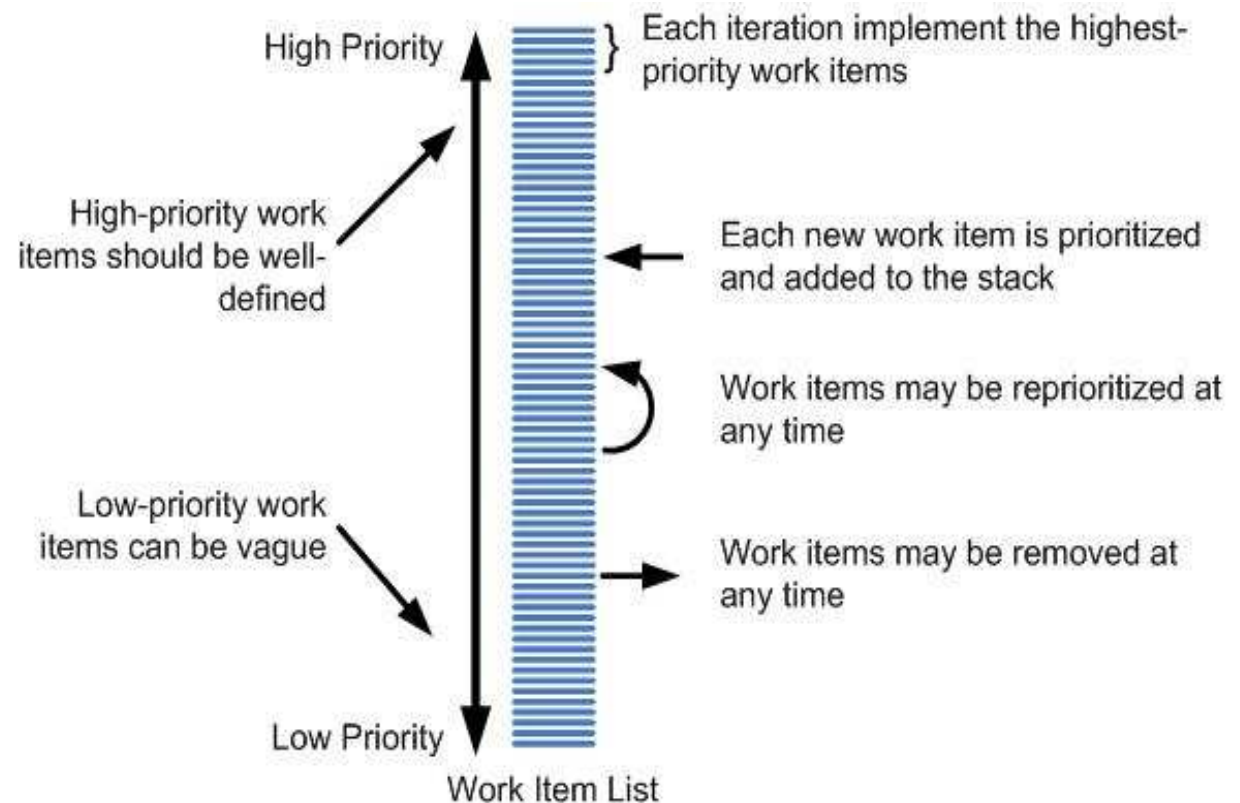 High Priority
Each iteration implement the highest-
priority work items
High-priority work
items should be well-
defined
Each new work item is prioritized
and added to the stack
Work items may be reprioritized at
any time
Low-priority work
items can be vague
Work items may be removed at
any time
Low Priority
Work Item List